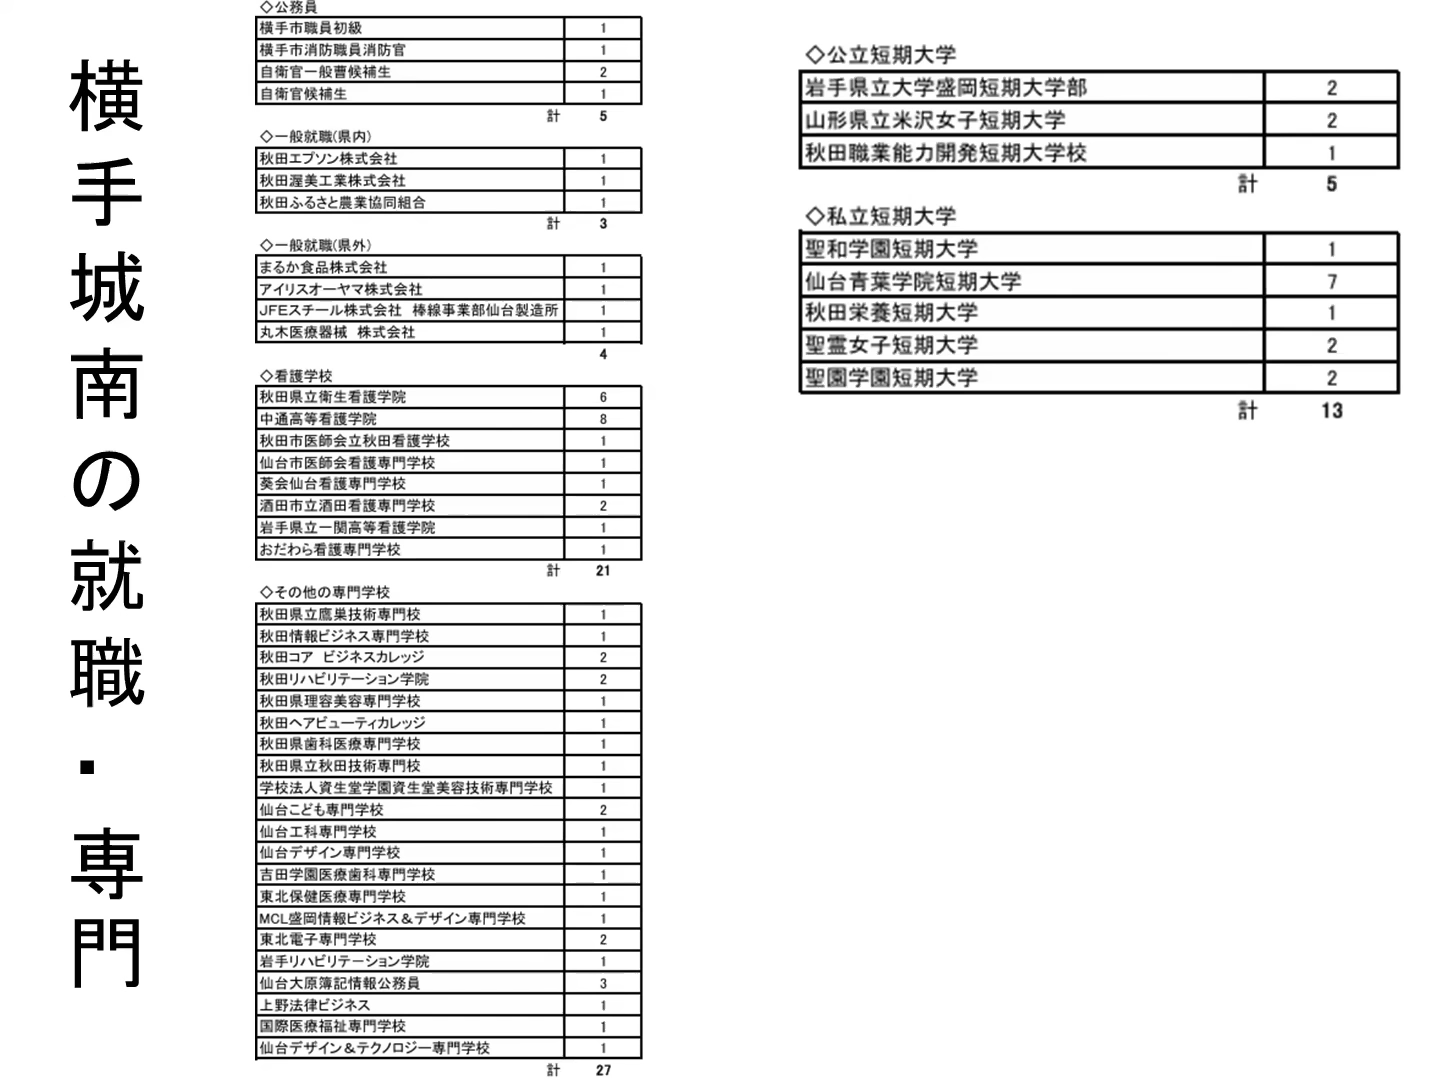 横手城南の就職・専門
◇公務員
横手市職員初級 1
横手市消防職員消防官 1
自衛官一般曹候補生 2
自衛官候補生 1
計 5
◇一般就職(県内)
秋田エプソン株式会社 1
秋田渥美工業株式会社 1
秋田ふるさと農業協同組合 1
計 3
◇一般就職(県外)
まるか食品株式会社 1
アイリスオーヤマ株式会社 1
JFEスチール株式会社 棒線事業部仙台製造所 1
丸木医療器械 株式会社 1
4
◇看護学校
秋田県立衛生看護学院 6
中通高等看護学院 8
秋田市医師会立秋田看護学校 1
仙台市医師会看護専門学校 1
葵会仙台看護専門学校 1
酒田市立酒田看護専門学校 2
岩手県立一関高等看護学院 1
おだわら看護専門学校 1
計 21
◇その他の専門学校
秋田県立鷹巣技術専門校 1
秋田情報ビジネス専門学校 1
秋田コア ビジネスカレッジ 2
秋田リハビリテーション学院 2
秋田県理容美容専門学校 1
秋田ヘアビューティカレッジ 1
秋田県歯科医療専門学校 1
秋田県立秋田技術専門校 1
学校法人資生堂学園資生堂美容技術専門学校 1
仙台こども専門学校 2
仙台工科専門学校 1
仙台デザイン専門学校 1
吉田学園医療歯科専門学校 1
東北保健医療専門学校 1
MCL盛岡情報ビジネス＆デザイン専門学校 1
東北電子専門学校 2
岩手リハビリテーション学院 1
仙台大原簿記情報公務員 3
上野法律ビジネス 1
国際医療福祉専門学校 1
仙台デザイン＆テクノロジー専門学校 1
計 27
◇公立短期大学
岩手県立大学盛岡短期大学部 2
山形県立米沢女子短期大学 2
秋田職業能力開発短期大学校 1
計 5
◇私立短期大学
聖和学園短期大学 1
仙台青葉学院短期大学 7
秋田栄養短期大学 1
聖霊女子短期大学 2
聖園学園短期大学 2
計 13